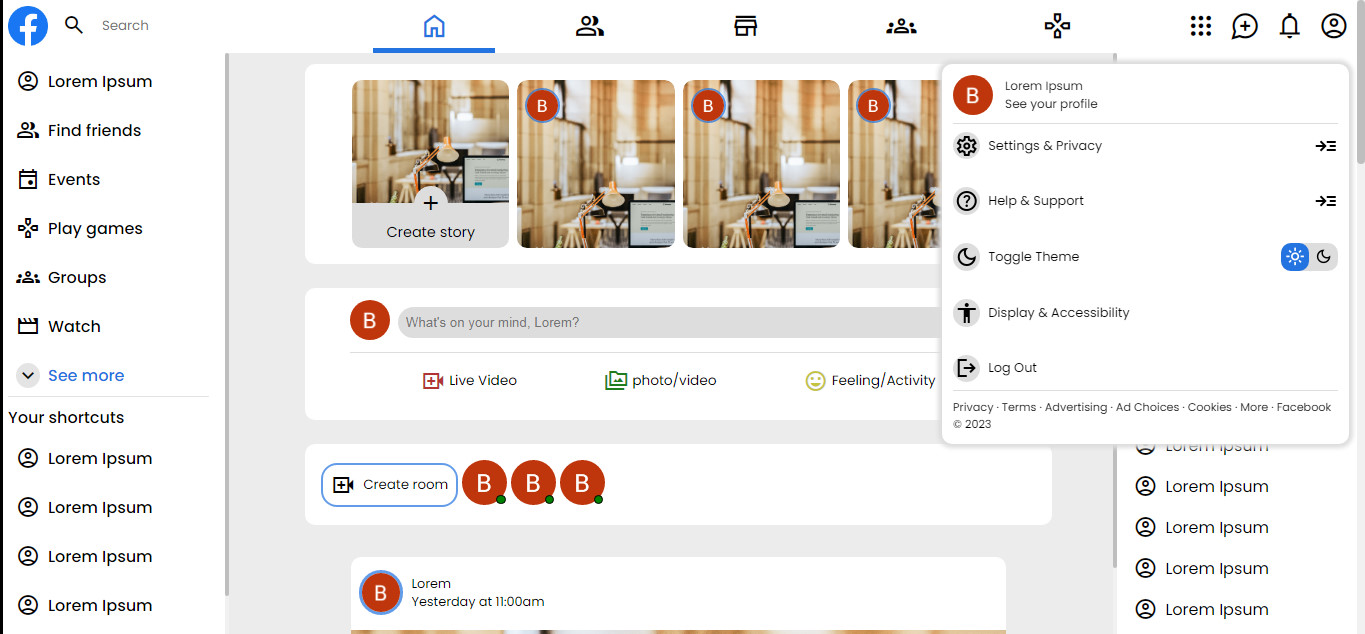 Search
Lorem Ipsum
Find friends
Events
Play games
Groups
Watch
See more
Your shortcuts
Lorem Ipsum
Lorem Ipsum
Lorem Ipsum
Lorem Ipsum
B
B
B
Create story
B
What's on your mind, Lorem?
Live Video
photo/video
Feeling/Activity
Create room
B
B
B
B
Lorem
Yesterday at 11:00am
B
Lorem Ipsum
See your profile
Settings & Privacy
Help & Support
Toggle Theme
Display & Accessibility
Log Out
Privacy · Terms · Advertising · Ad Choices · Cookies · More · Facebook
© 2023
Lorem Ipsum
Lorem Ipsum
Lorem Ipsum
Lorem Ipsum
Lorem Ipsum